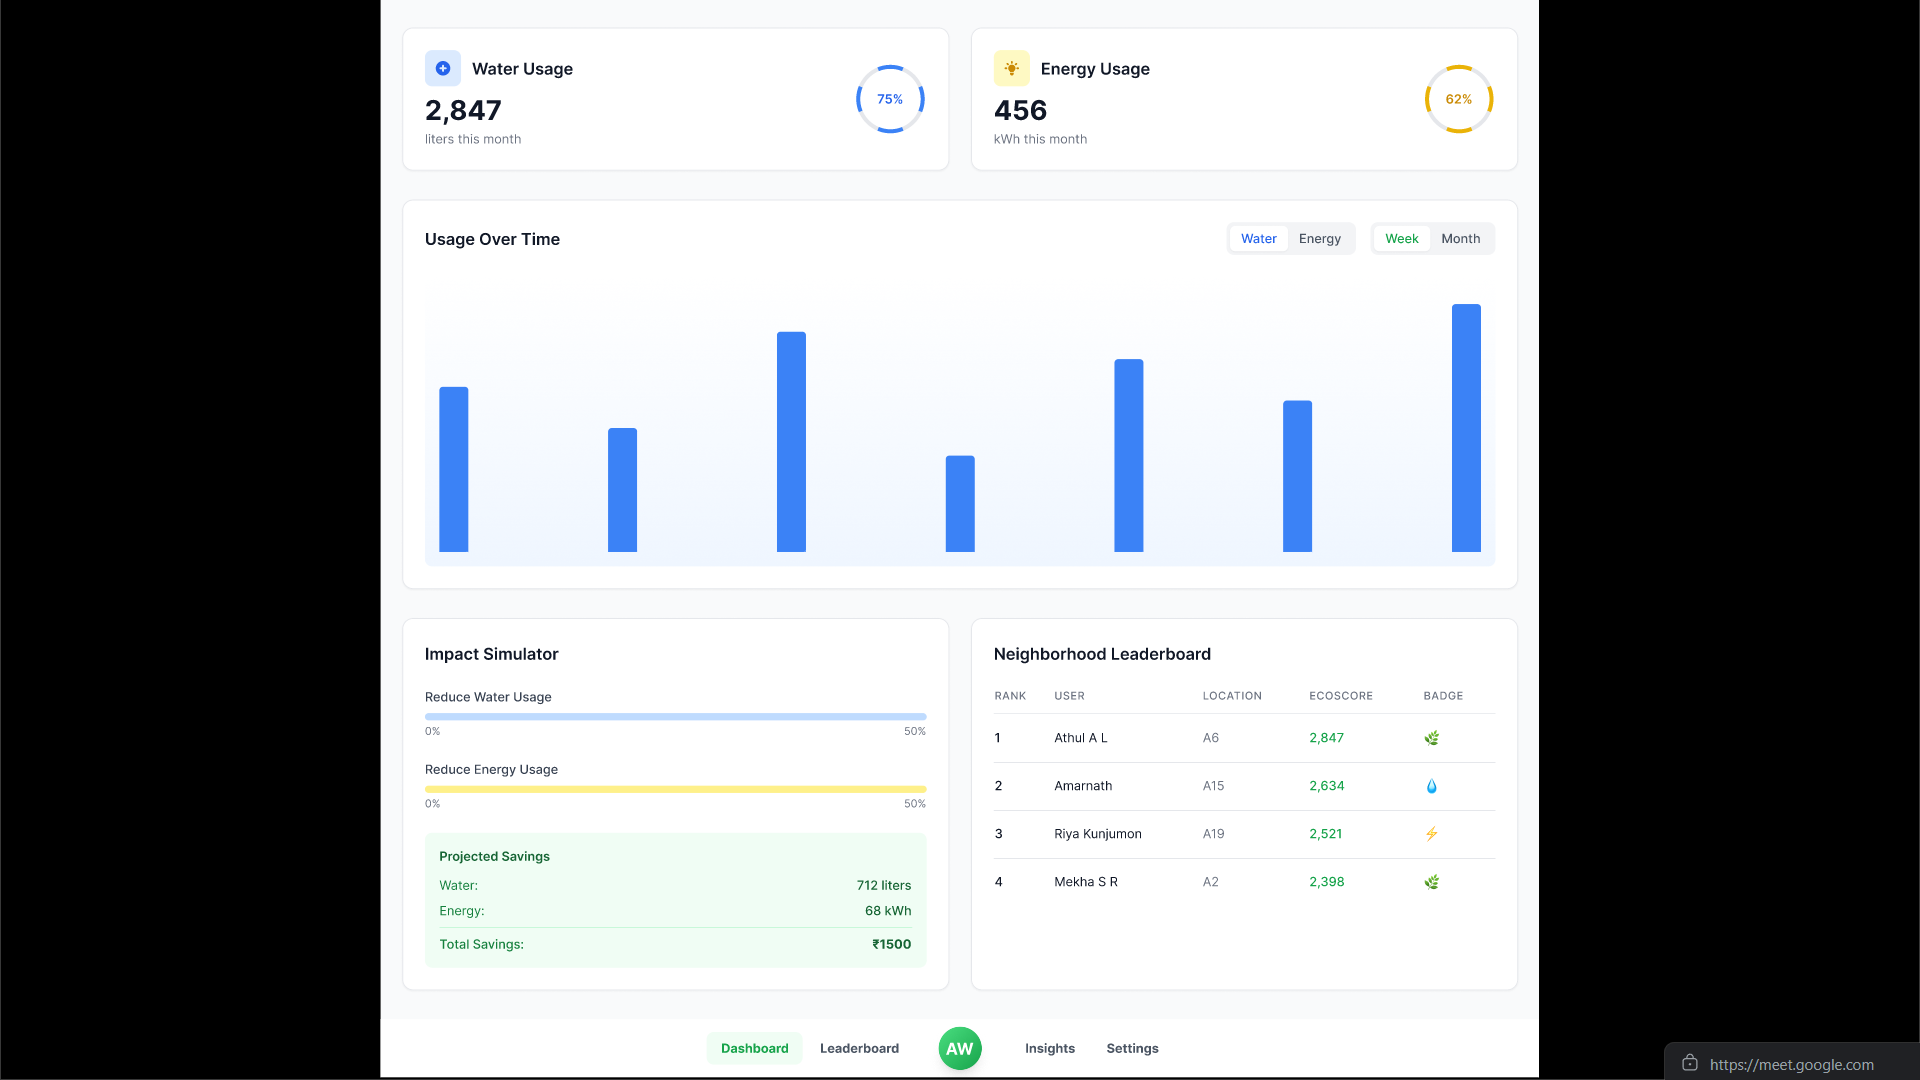 Water Usage
2,847
liters this month
75%
Energy Usage
456
kWh this month
62%
Usage Over Time
Water Energy Week Month
Impact Simulator
Reduce Water Usage
0% 50%
Reduce Energy Usage
0% 50%
Projected Savings
Water: 712 liters
Energy: 68 kWh
Total Savings: ₹1500
Neighborhood Leaderboard
RANK USER LOCATION ECOSCORE BADGE
1 Athul A L A6 2,847
2 Amarnath A15 2,634
3 Riya Kunjumon A19 2,521
4 Mekha S R A2 2,398
Dashboard Leaderboard AW Insights Settings
https://meet.google.com